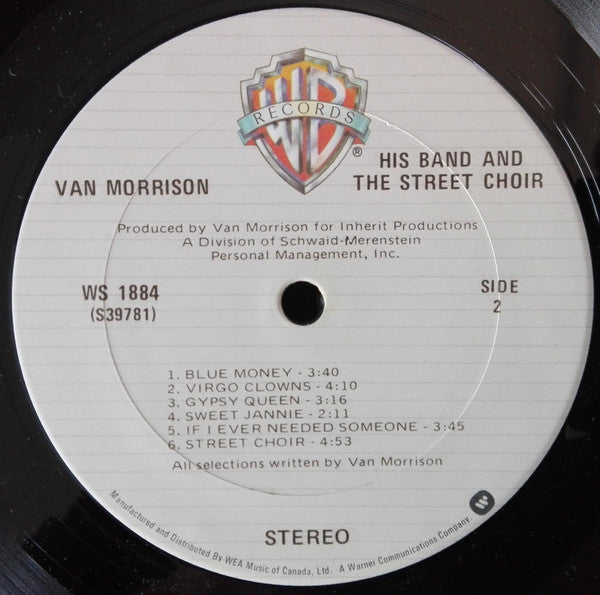 WB
RECORDS
®
VAN MORRISON
HIS BAND AND
THE STREET CHOIR
Produced by Van Morrison for Inherit Productions
A Division of Schwaid-Merenstein
Personal Management, Inc.
WS 1884
(S39781)
SIDE
2
1. BLUE MONEY - 3:40
2. VIRGO CLOWNS - 4:10
3. GYPSY QUEEN - 3:16
4. SWEET JANNIE - 2:11
5. IF I EVER NEEDED SOMEONE - 3:45
6. STREET CHOIR - 4:53
All selections written by Van Morrison
STEREO
Manufactured and Distributed By WEA Music of Canada, Ltd. A Warner Communications Company